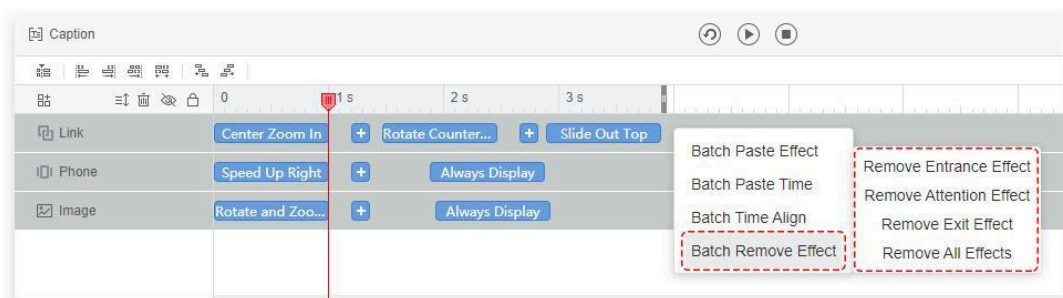 Caption
0 1 s 2 s 3 s
Link Center Zoom In Rotate Counter... Slide Out Top
Phone Speed Up Right Always Display
Image Rotate and Zoo... Always Display
Batch Paste Effect
Batch Paste Time
Batch Time Align
Batch Remove Effect
Remove Entrance Effect
Remove Attention Effect
Remove Exit Effect
Remove All Effects